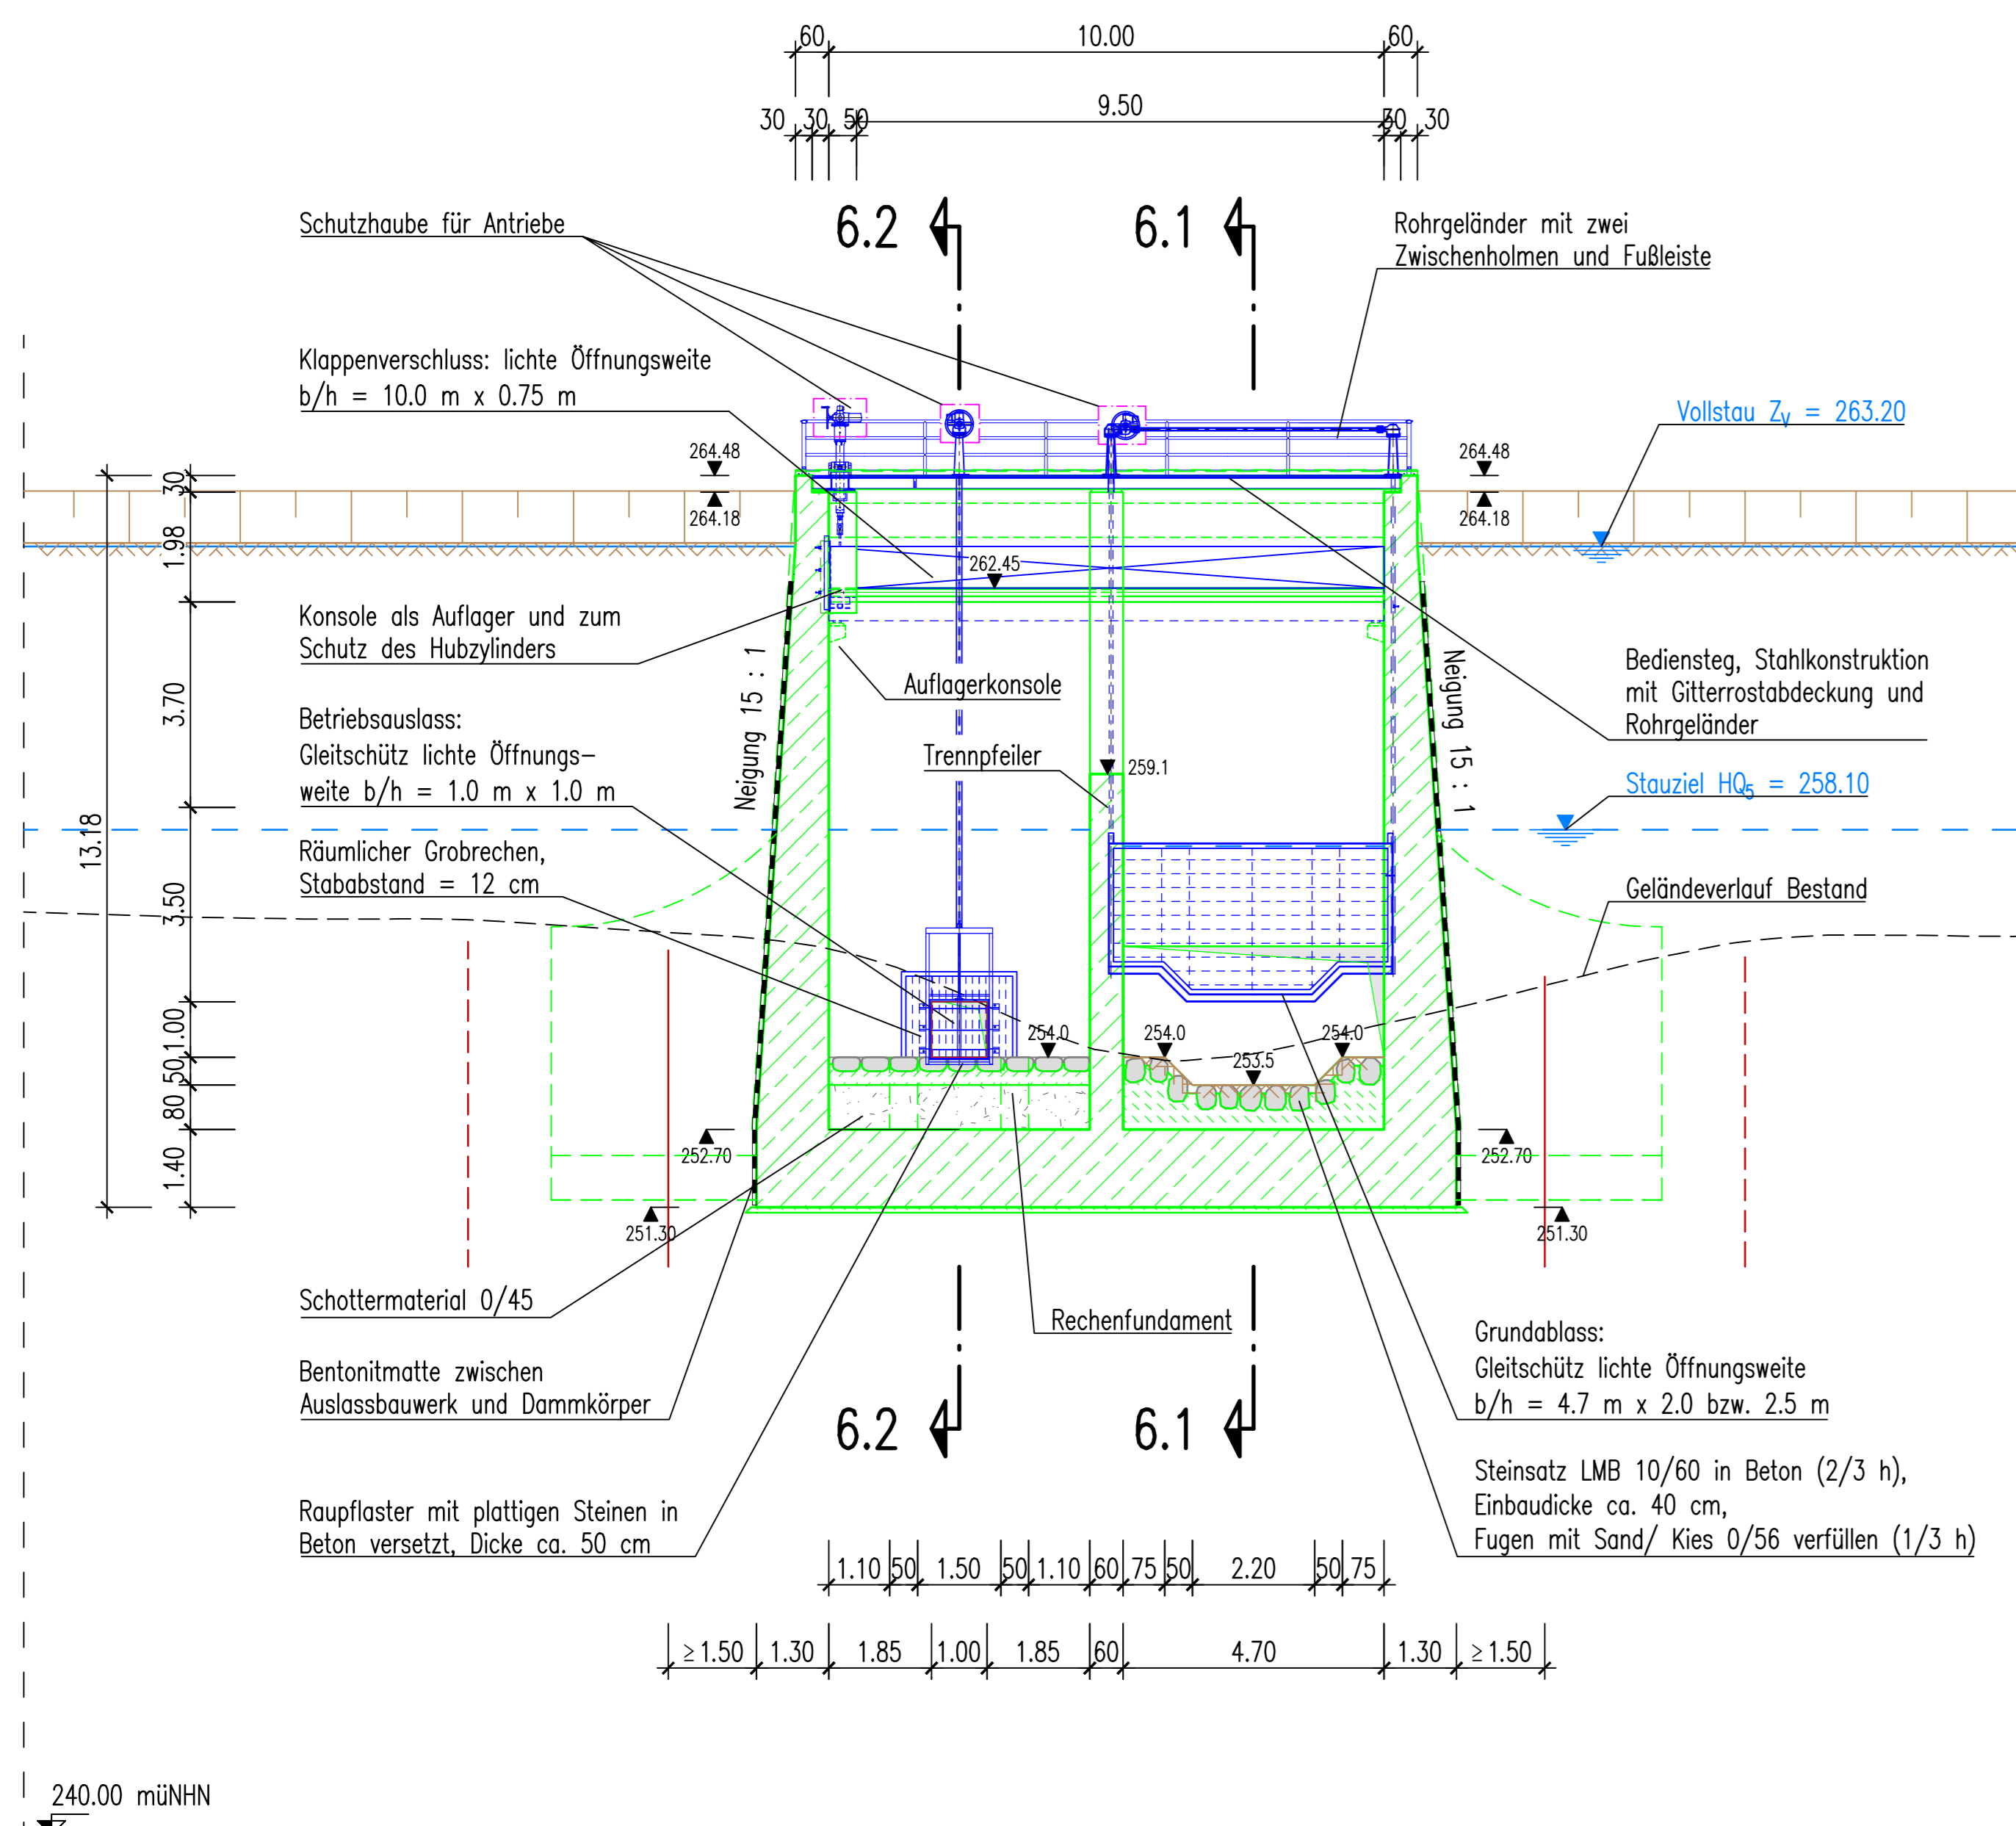 60 10.00 60
9.50
30 30 50 30 30
6.2 6.1
Schutzhaube für Antriebe
Rohrgeländer mit zwei
Zwischenholmen und Fußleiste
Klappenverschluss: lichte Öffnungsweite
b/h = 10.0 m x 0.75 m
Vollstau Zv = 263.20
264.48 264.48
264.18 264.18
30
1.98
3.70
3.50
1.00
50
80
1.40
13.18
262.45
Konsole als Auflager und zum
Schutz des Hubzylinders
Neigung 15 : 1
Neigung 15 : 1
Auflagerkonsole
Bediensteg, Stahlkonstruktion
mit Gitterrostabdeckung und
Rohrgeländer
Betriebsauslass:
Gleitschütz lichte Öffnungs-
weite b/h = 1.0 m x 1.0 m
Trennpfeiler
259.1
Stauziel HQ5 = 258.10
Räumlicher Grobrechen,
Stababstand = 12 cm
Geländeverlauf Bestand
254.0 254.0 254.0
253.5
252.70 252.70
251.30 251.30
Schottermaterial 0/45
Rechenfundament
Bentonitmatte zwischen
Auslassbauwerk und Dammkörper
Grundablass:
Gleitschütz lichte Öffnungsweite
b/h = 4.7 m x 2.0 bzw. 2.5 m
6.2 6.1
Raupflaster mit plattigen Steinen in
Beton versetzt, Dicke ca. 50 cm
Steinsatz LMB 10/60 in Beton (2/3 h),
Einbaudicke ca. 40 cm,
Fugen mit Sand/ Kies 0/56 verfüllen (1/3 h)
1.10 50 1.50 50 1.10 60 75 50 2.20 50 75
≥1.50 1.30 1.85 1.00 1.85 60 4.70 1.30 ≥1.50
240.00 müNHN